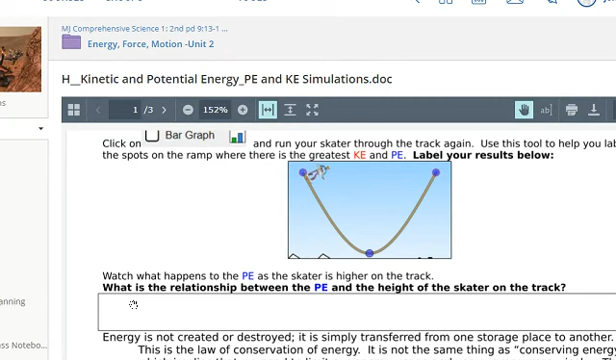 MJ Comprehensive Science 1: 2nd pd 9:13-1 ...
Energy, Force, Motion -Unit 2
H__Kinetic and Potential Energy_PE and KE Simulations.doc
1 /3 152%
Click on Bar Graph and run your skater through the track again. Use this tool to help you
the spots on the ramp where there is the greatest KE and PE. Label your results below:
Watch what happens to the PE as the skater is higher on the track.
What is the relationship between the PE and the height of the skater on the track?
Energy is not created or destroyed; it is simply transferred from one storage place to another
This is the law of conservation of energy. It is not the same thing as "conserving
anning
ass Notebo...